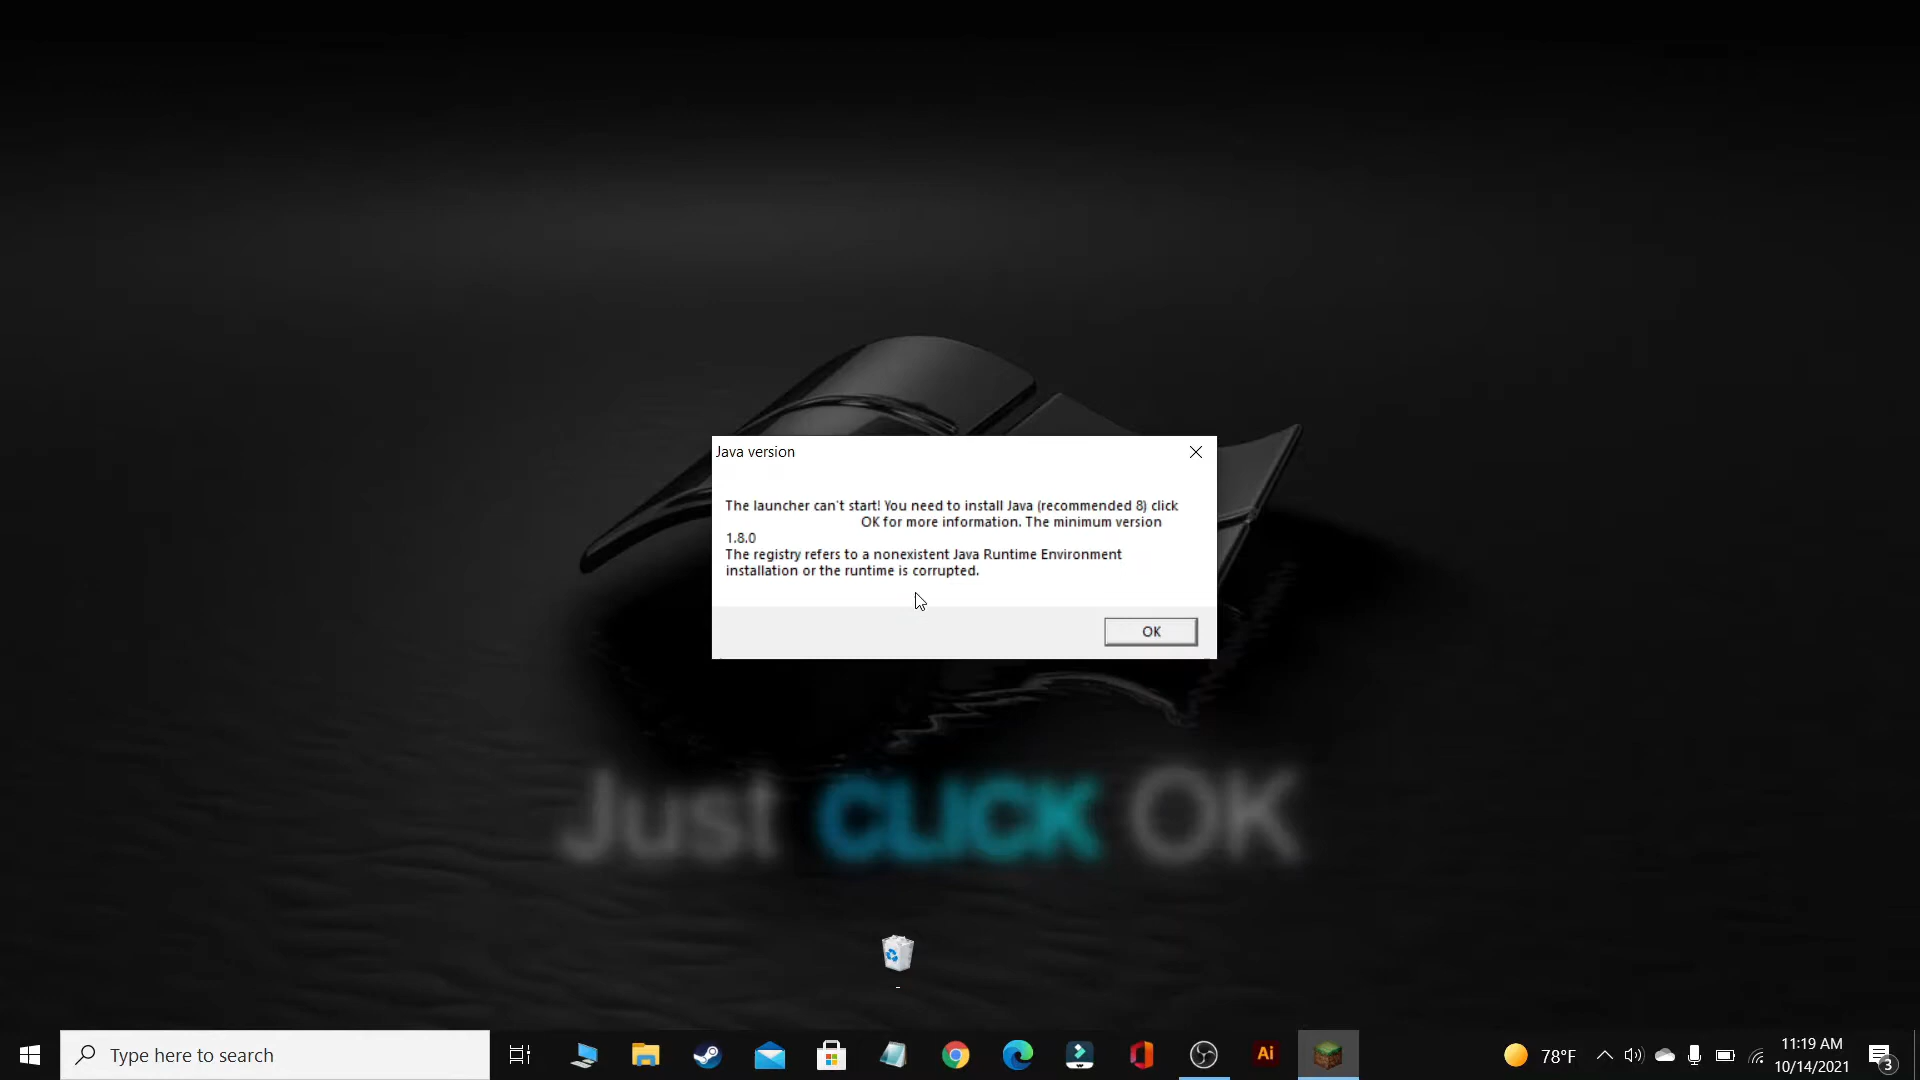 Java version
The launcher can't start! You need to install Java (recommended 8) click
OK for more information. The minimum version
1.8.0
The registry refers to a nonexistent Java Runtime Environment
installation or the runtime is corrupted.
OK
Just CLICK OK
Type here to search
Ai
78°F
11:19 AM
10/14/2021
3